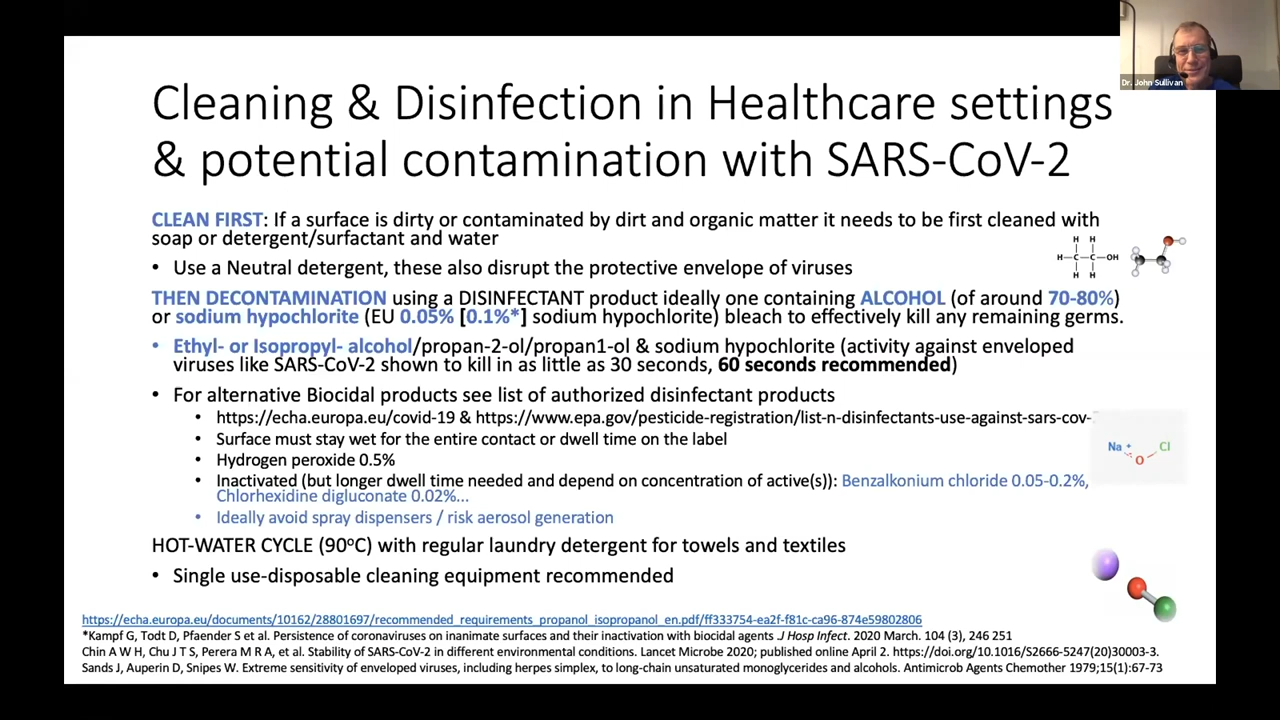 Dr. John Sullivan
Cleaning & Disinfection in Healthcare settings
& potential contamination with SARS-CoV-2
CLEAN FIRST: If a surface is dirty or contaminated by dirt and organic matter it needs to be first cleaned with
soap or detergent/surfactant and water
• Use a Neutral detergent, these also disrupt the protective envelope of viruses
H H
H-C-C-OH
H H
THEN DECONTAMINATION using a DISINFECTANT product ideally one containing ALCOHOL (of around 70-80%)
or sodium hypochlorite (EU 0.05% [0.1%*] sodium hypochlorite) bleach to effectively kill any remaining germs.
• Ethyl- or Isopropyl- alcohol/propan-2-ol/propan1-ol & sodium hypochlorite (activity against enveloped
viruses like SARS-CoV-2 shown to kill in as little as 30 seconds, 60 seconds recommended)
• For alternative Biocidal products see list of authorized disinfectant products
• https://echa.europa.eu/covid-19 & https://www.epa.gov/pesticide-registration/list-n-disinfectants-use-against-sars-cov-
• Surface must stay wet for the entire contact or dwell time on the label
• Hydrogen peroxide 0.5%
• Inactivated (but longer dwell time needed and depend on concentration of active(s)): Benzalkonium chloride 0.05-0.2%,
Chlorhexidine digluconate 0.02%...
• Ideally avoid spray dispensers / risk aerosol generation
Na + O Cl
HOT-WATER CYCLE (90ºC) with regular laundry detergent for towels and textiles
• Single use-disposable cleaning equipment recommended
https://echa.europa.eu/documents/10162/28801697/recommended_requirements_propanol_isopropanol_en.pdf/ff333754-ea2f-f81c-ca96-874e59802806
*Kampf G, Todt D, Pfaender S et al. Persistence of coronaviruses on inanimate surfaces and their inactivation with biocidal agents .J Hosp Infect. 2020 March. 104 (3), 246 251
Chin A W H, Chu J T S, Perera M R A, et al. Stability of SARS-CoV-2 in different environmental conditions. Lancet Microbe 2020; published online April 2. https://doi.org/10.1016/S2666-5247(20)30003-3.
Sands J, Auperin D, Snipes W. Extreme sensitivity of enveloped viruses, including herpes simplex, to long-chain unsaturated monoglycerides and alcohols. Antimicrob Agents Chemother 1979;15(1):67-73